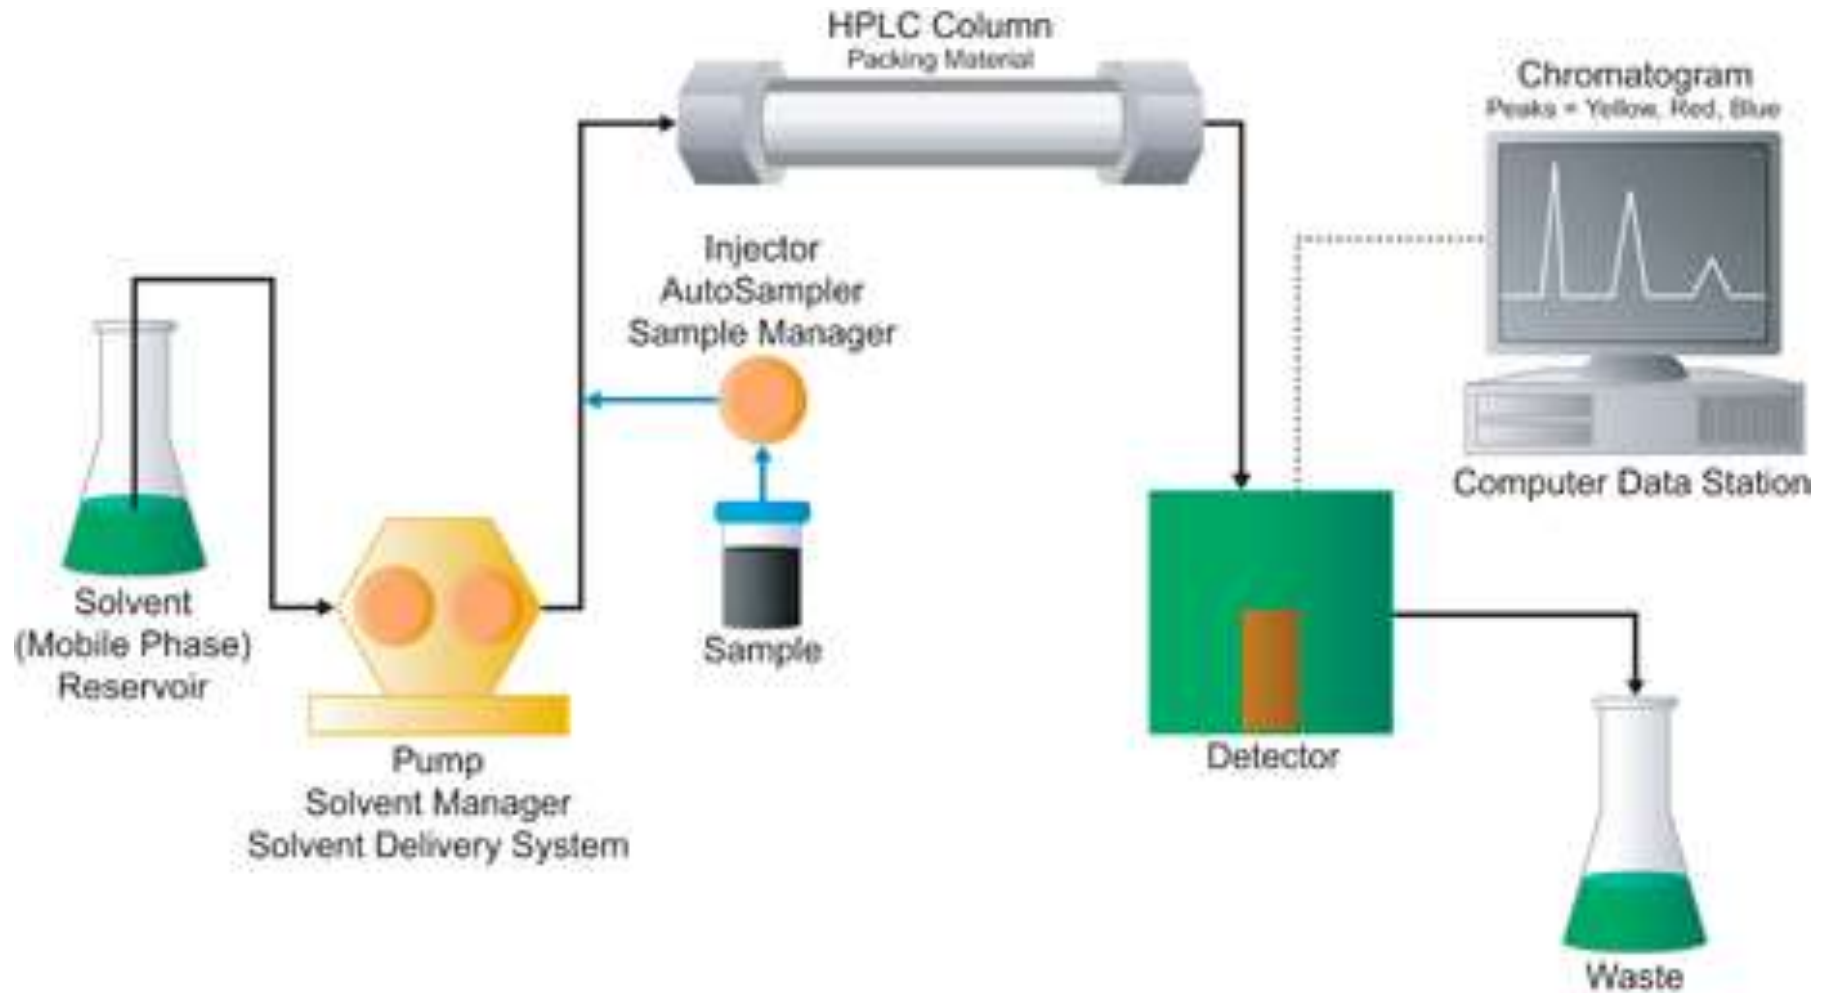 HPLC Column
Packing Material
Chromatogram
Peaks = Yellow, Red, Blue
Injector
AutoSampler
Sample Manager
Computer Data Station
Solvent
(Mobile Phase)
Reservoir
Sample
Pump
Solvent Manager
Solvent Delivery System
Detector
Waste